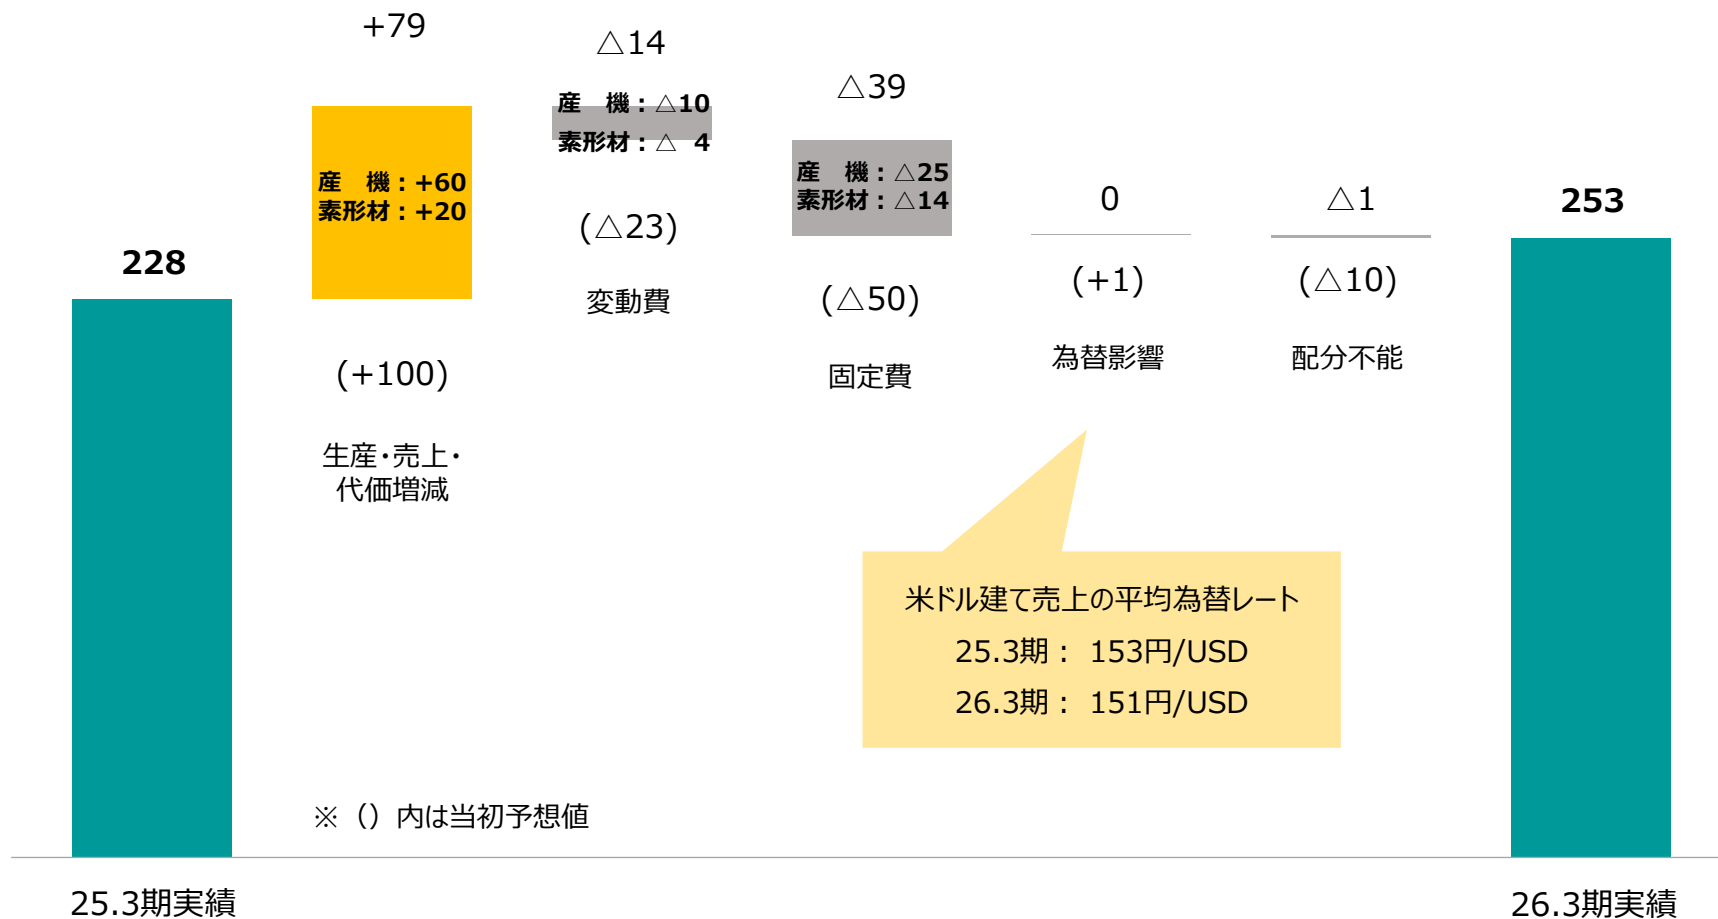 228
25.3期実績
+79
産　機：+60
素形材：+20
(+100)
生産・売上・
代価増減
△14
産　機：△10
素形材：△ 4
(△23)
変動費
△39
産　機：△25
素形材：△14
(△50)
固定費
0
(+1)
為替影響
△1
(△10)
配分不能
253
26.3期実績
米ドル建て売上の平均為替レート
25.3期： 153円/USD
26.3期： 151円/USD
※（）内は当初予想値